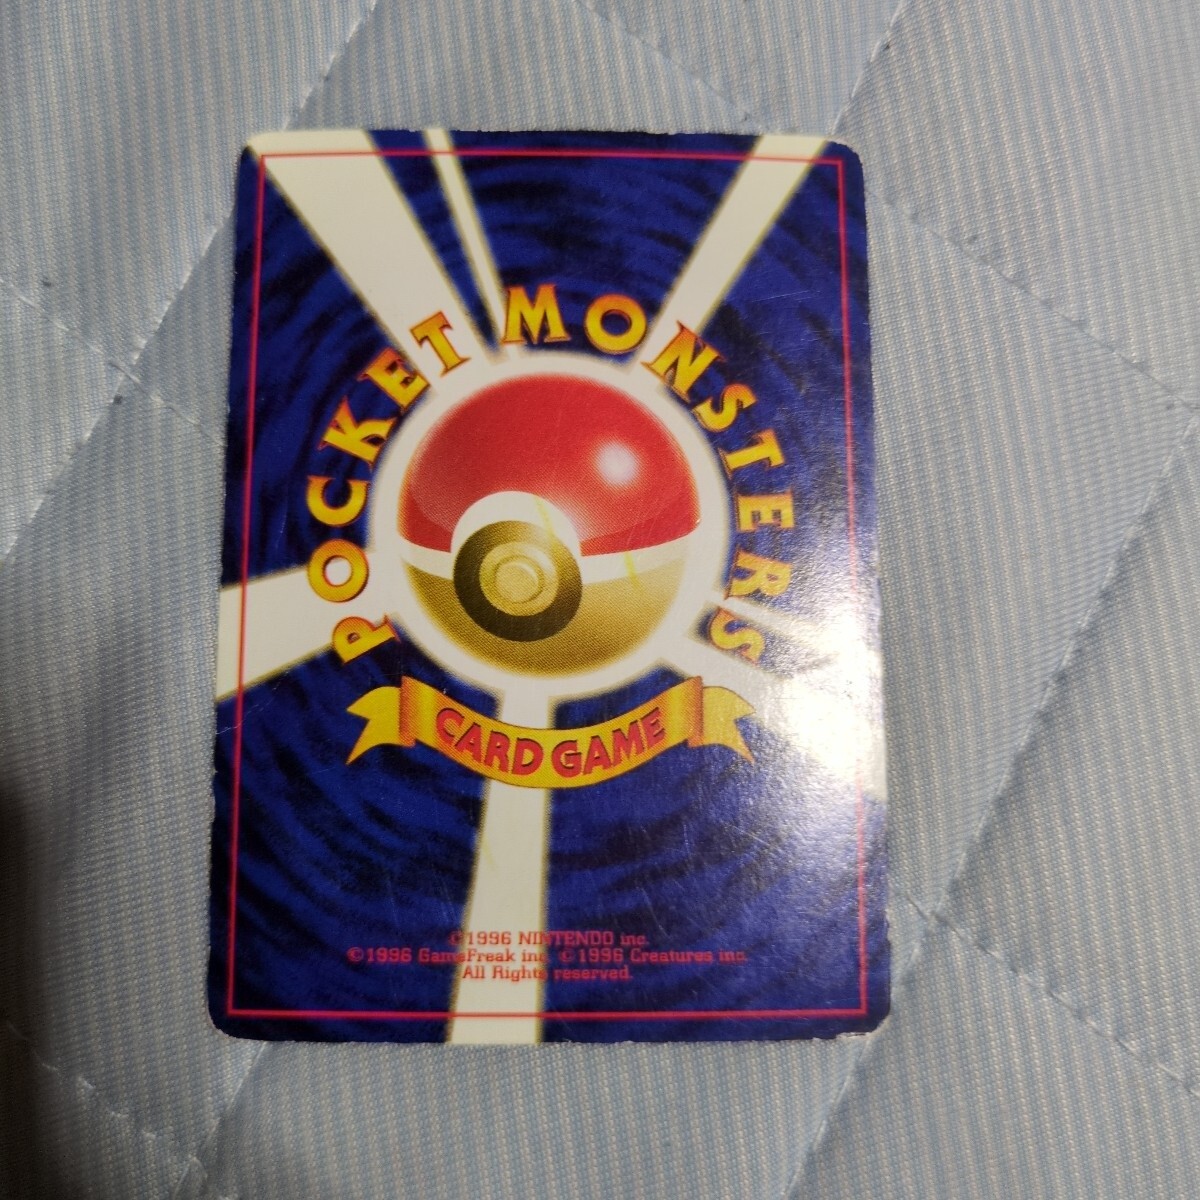 POCKET MONSTERS
CARD GAME
©1996 NINTENDO inc.
©1996 GameFreak inc. ©1996 Creatures inc.
All Rights reserved.